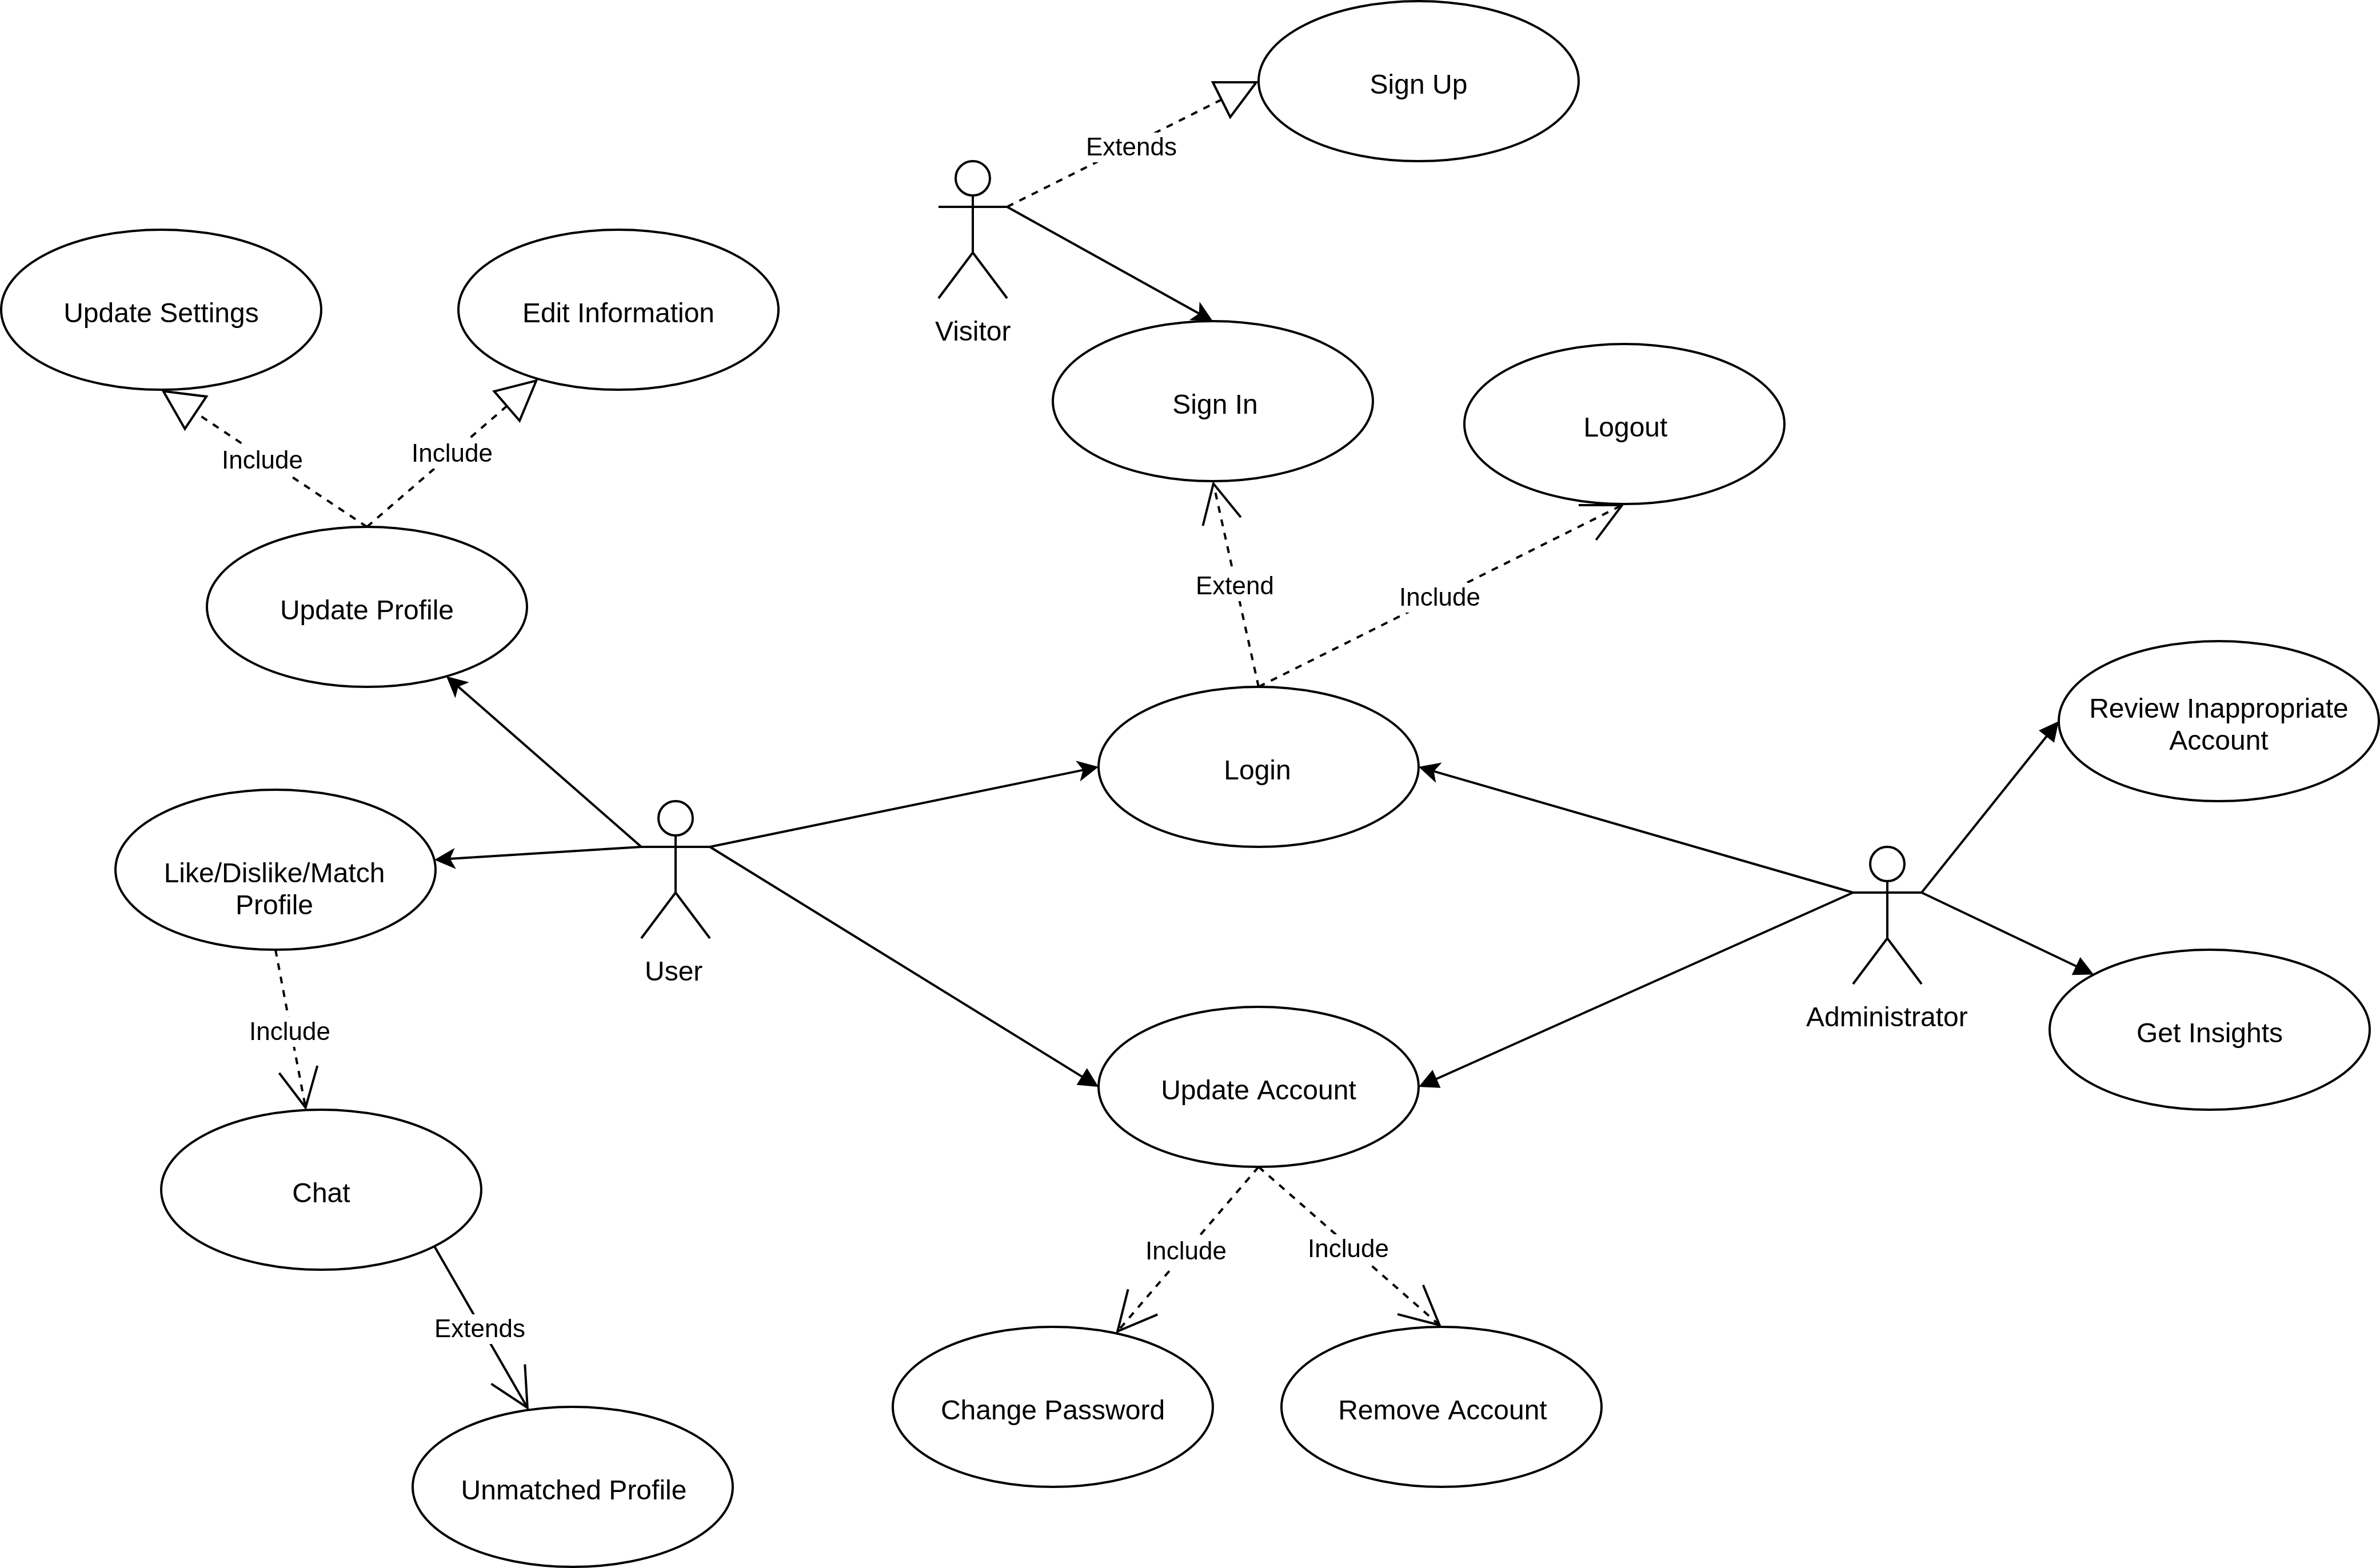 Sign Up
Extends
Visitor
Update Settings
Edit Information
Sign In
Logout
Include
Include
Extend
Include
Update Profile
Review Inappropriate
Account
Login
Like/Dislike/Match
Profile
User
Administrator
Include
Get Insights
Update Account
Chat
Include
Include
Extends
Change Password
Remove Account
Unmatched Profile